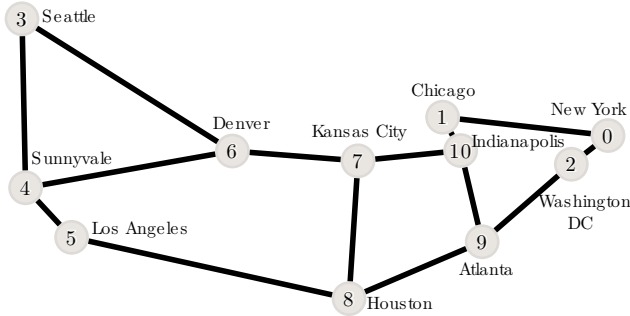 3 Seattle
Chicago
1
New York
0
Denver
6
Kansas City
7
Indianapolis
10
2
Sunnyvale
4
Washington
DC
5 Los Angeles
9
Atlanta
8 Houston